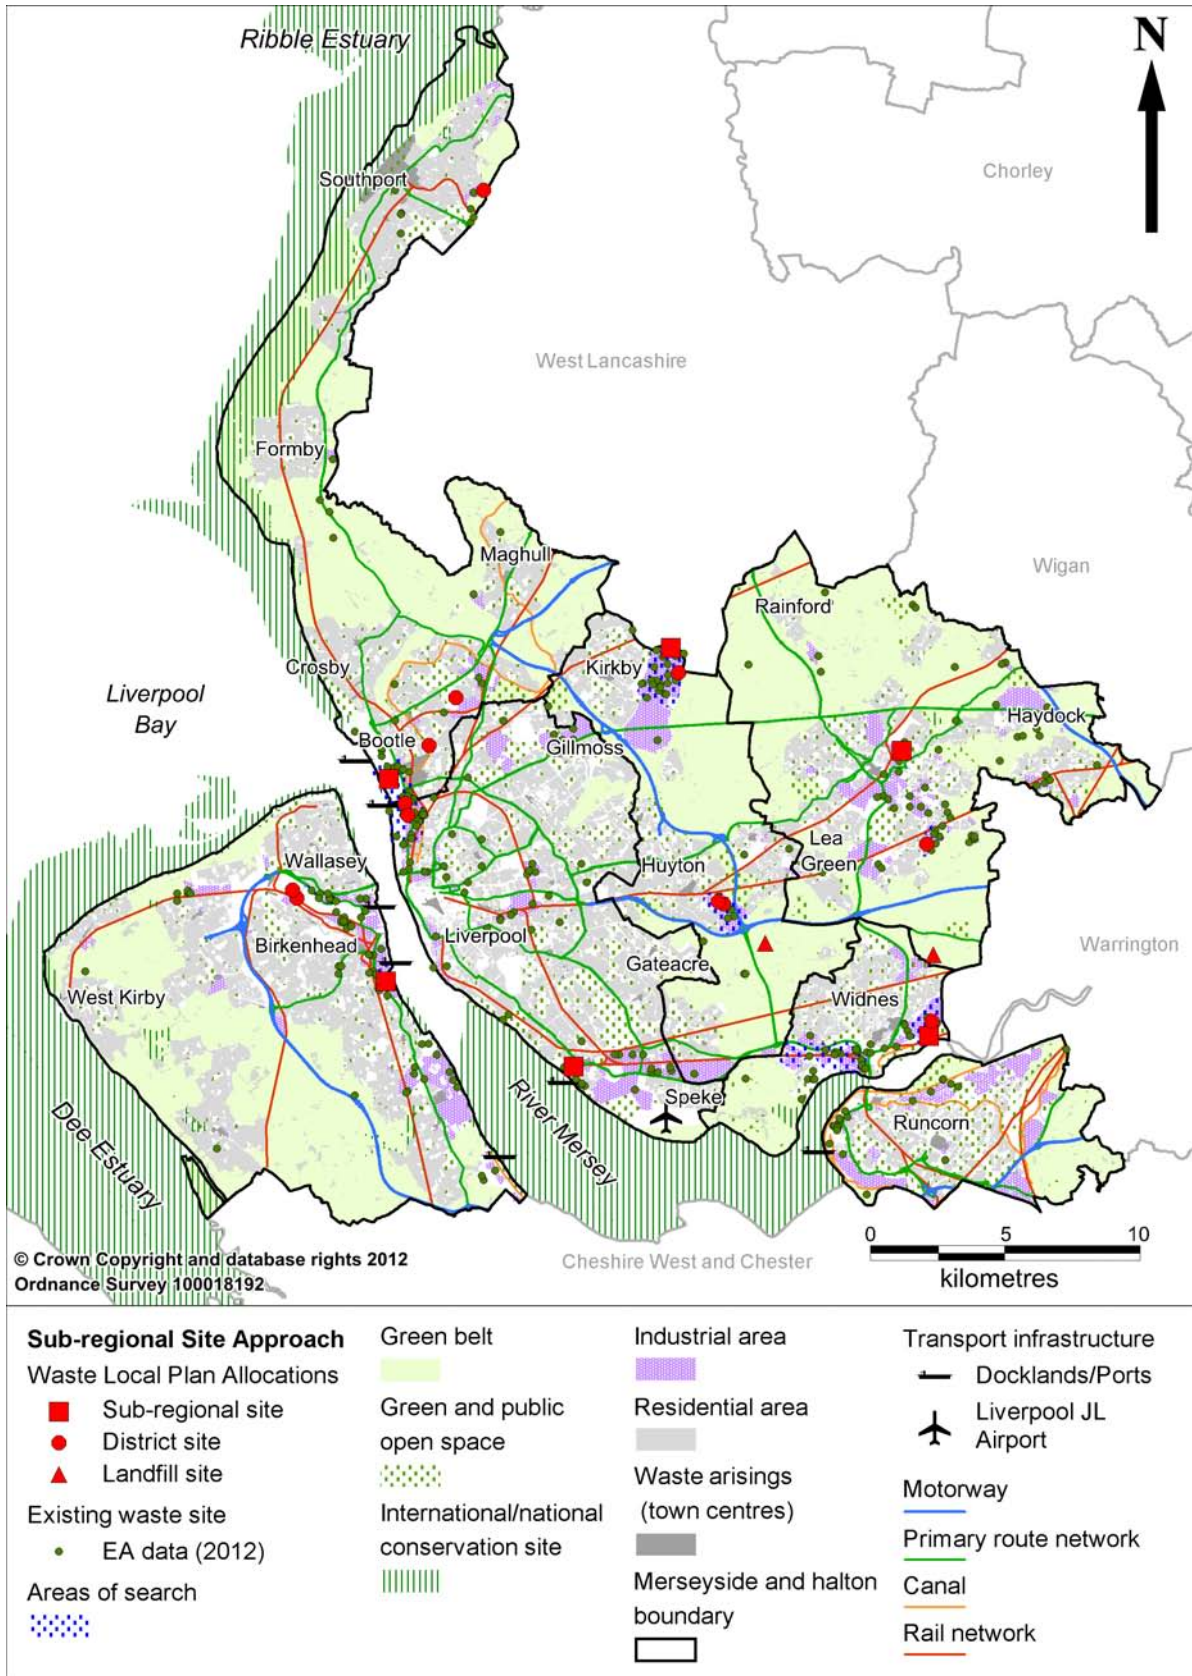 Ribble Estuary
N
Chorley
Southport
West Lancashire
Formby
Wigan
Maghull
Rainford
Kirkby
Crosby
Liverpool
Bay
Haydock
Bootle
Gillmoss
Lea
Green
Wallasey
Huyton
Liverpool
Birkenhead
Warrington
Gateacre
West Kirby
Widnes
Speke
River Mersey
Runcorn
Dee Estuary
© Crown Copyright and database rights 2012
Ordnance Survey 100018192
Cheshire West and Chester
0 5 10
kilometres
Sub-regional Site Approach
Waste Local Plan Allocations
Sub-regional site
District site
Landfill site
Existing waste site
EA data (2012)
Areas of search
Green belt
Green and public
open space
International/national
conservation site
Industrial area
Residential area
Waste arisings
(town centres)
Merseyside and halton
boundary
Transport infrastructure
Docklands/Ports
Liverpool JL
Airport
Motorway
Primary route network
Canal
Rail network